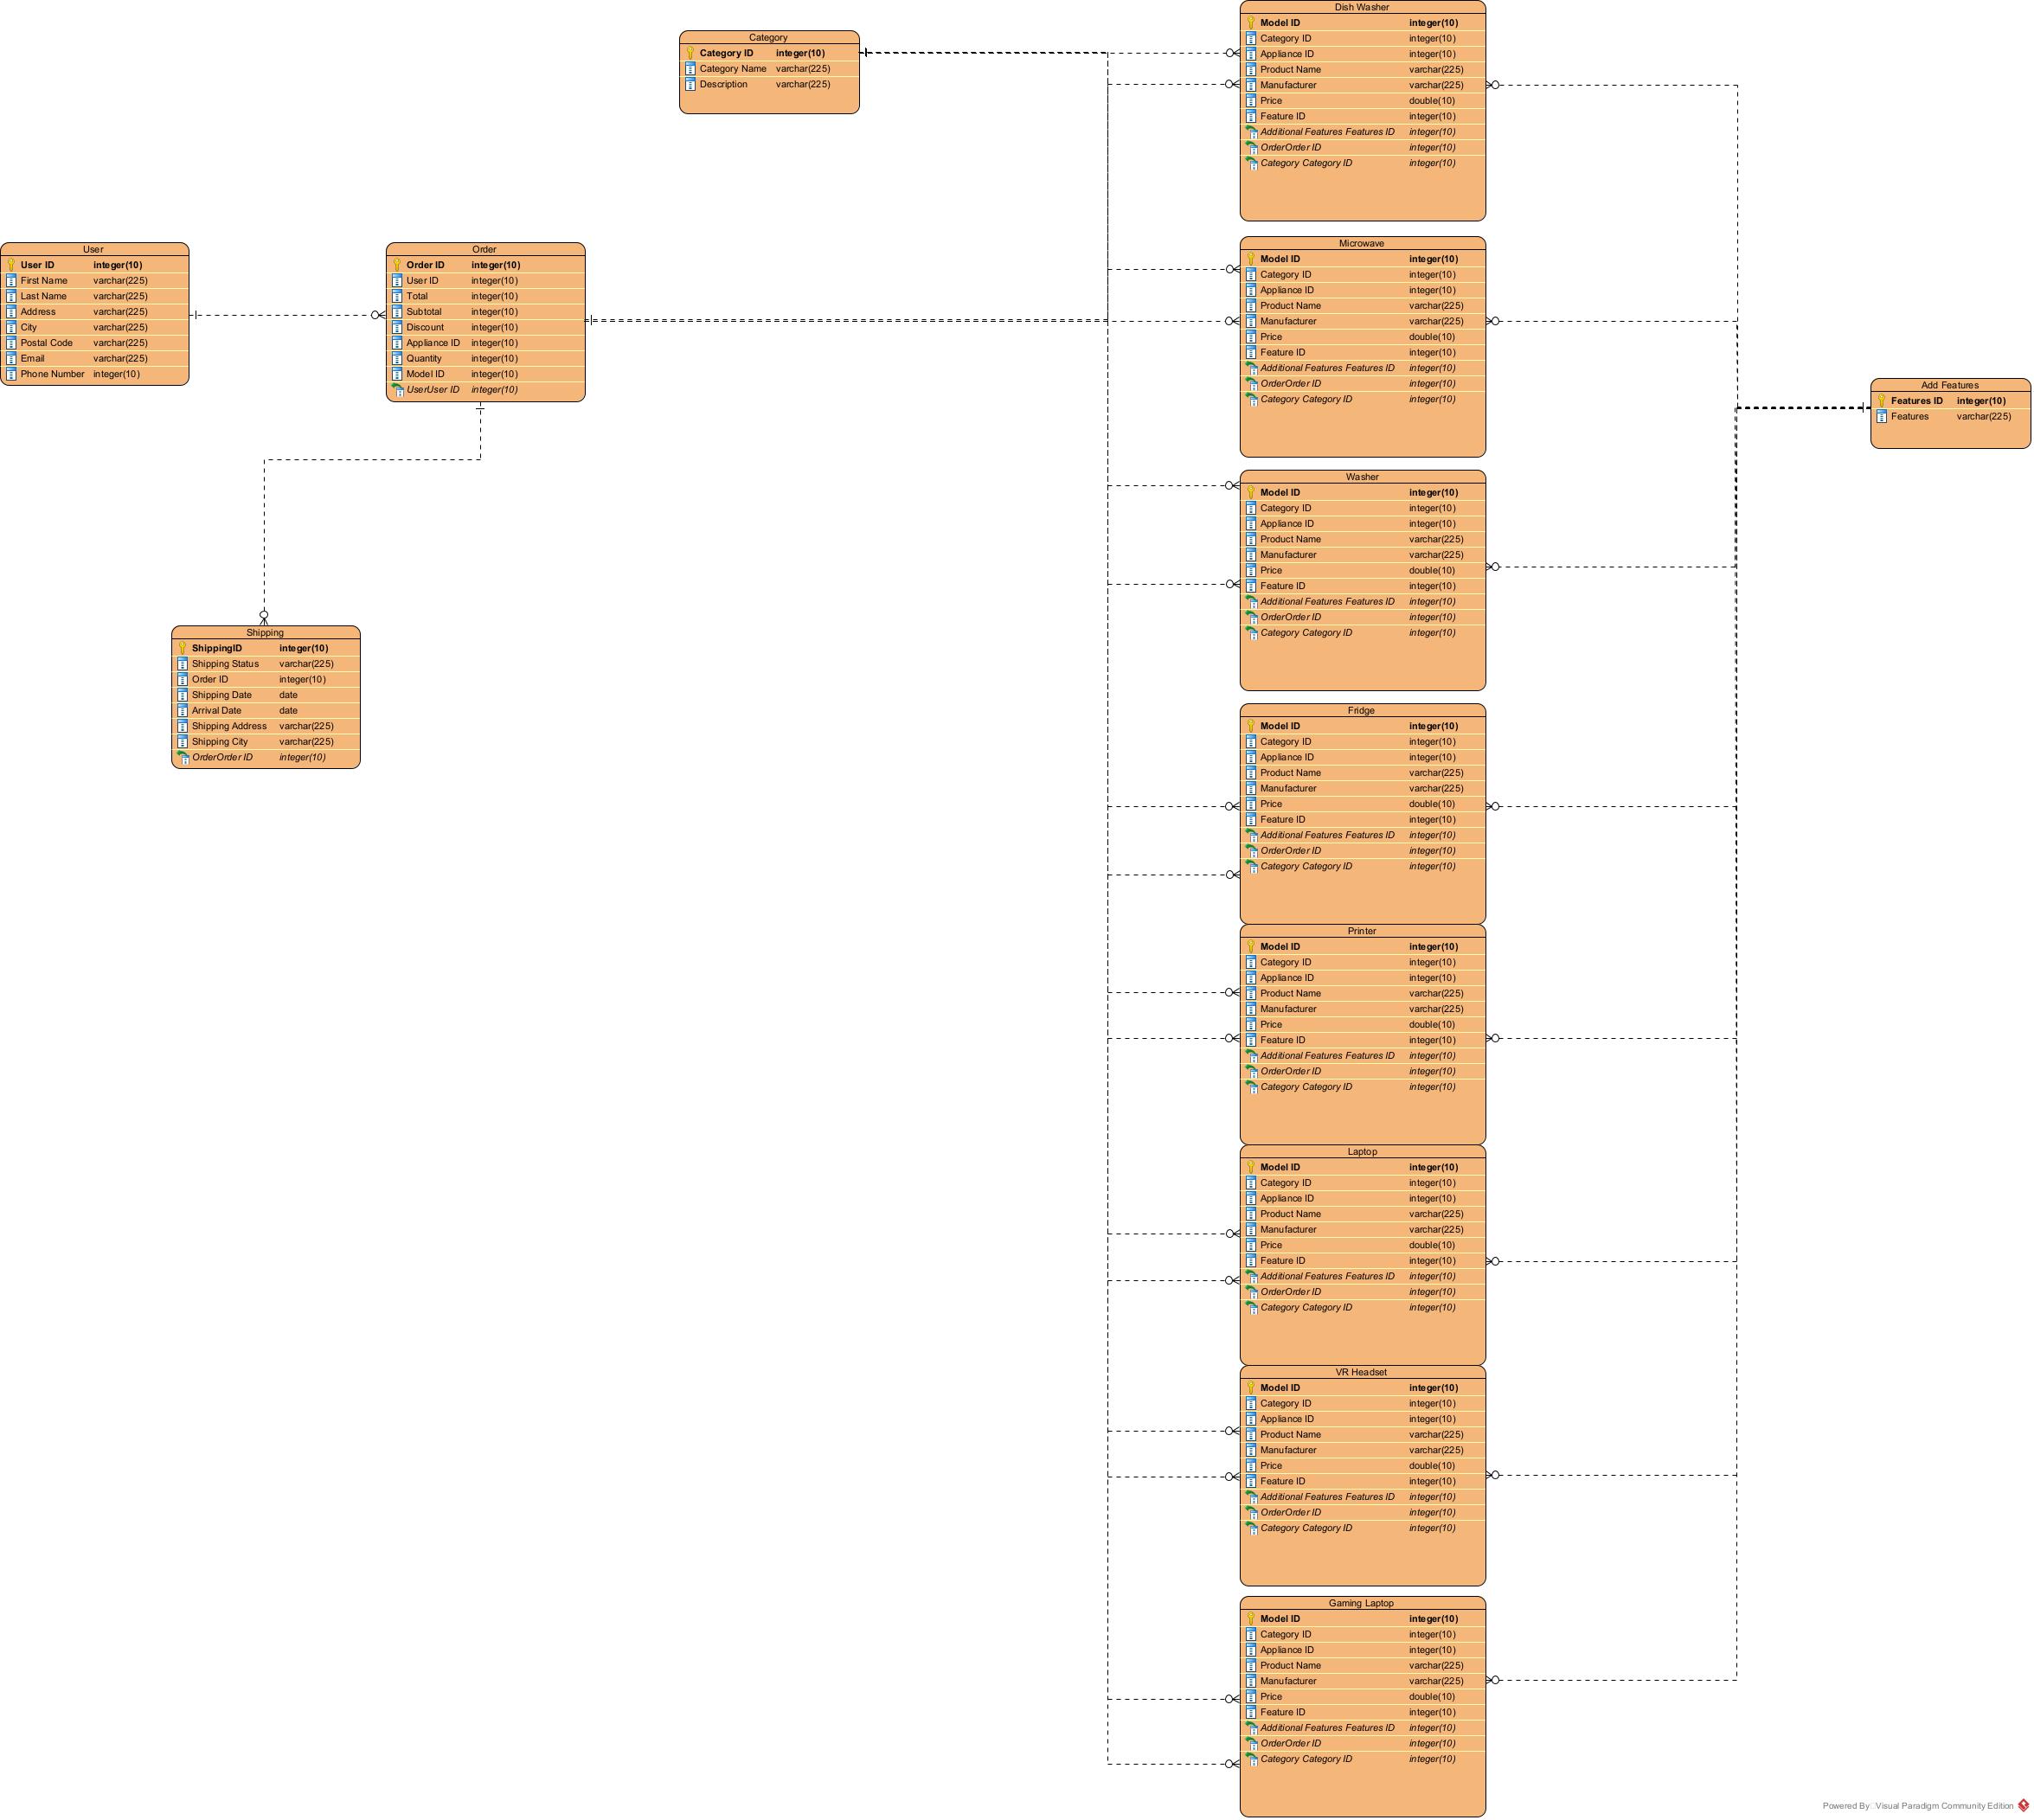 Category
Category ID integer(10)
Category Name varchar(225)
Description varchar(225)
User
User ID integer(10)
First Name varchar(225)
Last Name varchar(225)
Address varchar(225)
City varchar(225)
Postal Code varchar(225)
Email varchar(225)
Phone Number integer(10)
Order
Order ID integer(10)
User ID integer(10)
Total integer(10)
Subtotal integer(10)
Discount integer(10)
Appliance ID integer(10)
Quantity integer(10)
Model ID integer(10)
UserUser ID integer(10)
Shipping
ShippingID integer(10)
Shipping Status varchar(225)
Order ID integer(10)
Shipping Date date
Arrival Date date
Shipping Address varchar(225)
Shipping City varchar(225)
OrderOrder ID integer(10)
Dish Washer
Model ID integer(10)
Category ID integer(10)
Appliance ID integer(10)
Product Name varchar(225)
Manufacturer varchar(225)
Price double(10)
Feature ID integer(10)
Additional Features Features ID integer(10)
OrderOrder ID integer(10)
Category Category ID integer(10)
Microwave
Model ID integer(10)
Category ID integer(10)
Appliance ID integer(10)
Product Name varchar(225)
Manufacturer varchar(225)
Price double(10)
Feature ID integer(10)
Additional Features Features ID integer(10)
OrderOrder ID integer(10)
Category Category ID integer(10)
Washer
Model ID integer(10)
Category ID integer(10)
Appliance ID integer(10)
Product Name varchar(225)
Manufacturer varchar(225)
Price double(10)
Feature ID integer(10)
Additional Features Features ID integer(10)
OrderOrder ID integer(10)
Category Category ID integer(10)
Fridge
Model ID integer(10)
Category ID integer(10)
Appliance ID integer(10)
Product Name varchar(225)
Manufacturer varchar(225)
Price double(10)
Feature ID integer(10)
Additional Features Features ID integer(10)
OrderOrder ID integer(10)
Category Category ID integer(10)
Printer
Model ID integer(10)
Category ID integer(10)
Appliance ID integer(10)
Product Name varchar(225)
Manufacturer varchar(225)
Price double(10)
Feature ID integer(10)
Additional Features Features ID integer(10)
OrderOrder ID integer(10)
Category Category ID integer(10)
Laptop
Model ID integer(10)
Category ID integer(10)
Appliance ID integer(10)
Product Name varchar(225)
Manufacturer varchar(225)
Price double(10)
Feature ID integer(10)
Additional Features Features ID integer(10)
OrderOrder ID integer(10)
Category Category ID integer(10)
VR Headset
Model ID integer(10)
Category ID integer(10)
Appliance ID integer(10)
Product Name varchar(225)
Manufacturer varchar(225)
Price double(10)
Feature ID integer(10)
Additional Features Features ID integer(10)
OrderOrder ID integer(10)
Category Category ID integer(10)
Gaming Laptop
Model ID integer(10)
Category ID integer(10)
Appliance ID integer(10)
Product Name varchar(225)
Manufacturer varchar(225)
Price double(10)
Feature ID integer(10)
Additional Features Features ID integer(10)
OrderOrder ID integer(10)
Category Category ID integer(10)
Add Features
Features ID integer(10)
Features varchar(225)
Powered By Visual Paradigm Community Edition